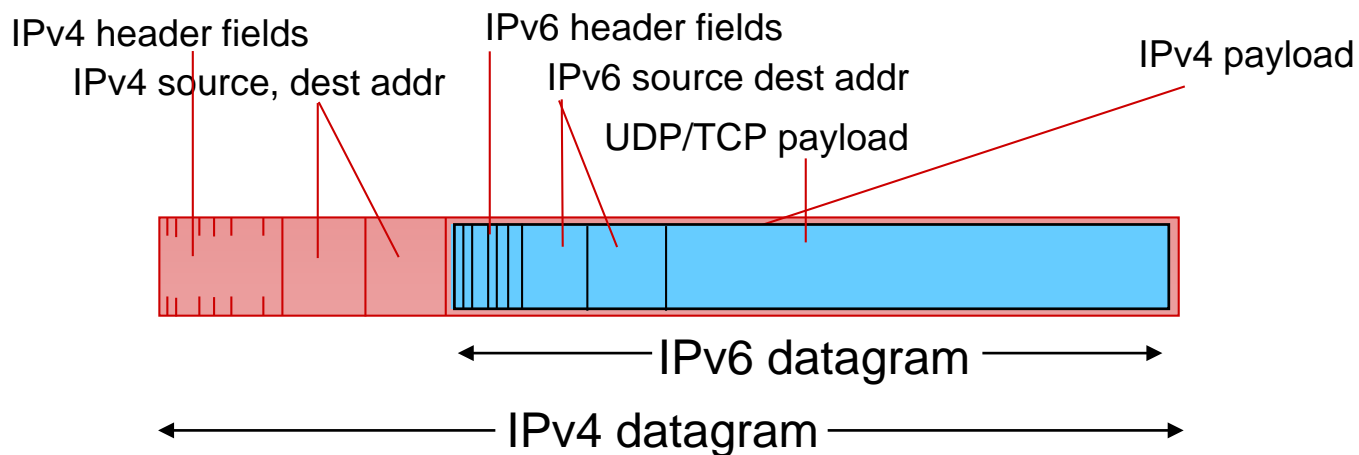 IPv4 header fields
IPv6 header fields
IPv4 payload
IPv4 source, dest addr
IPv6 source dest addr
UDP/TCP payload
IPv6 datagram
IPv4 datagram